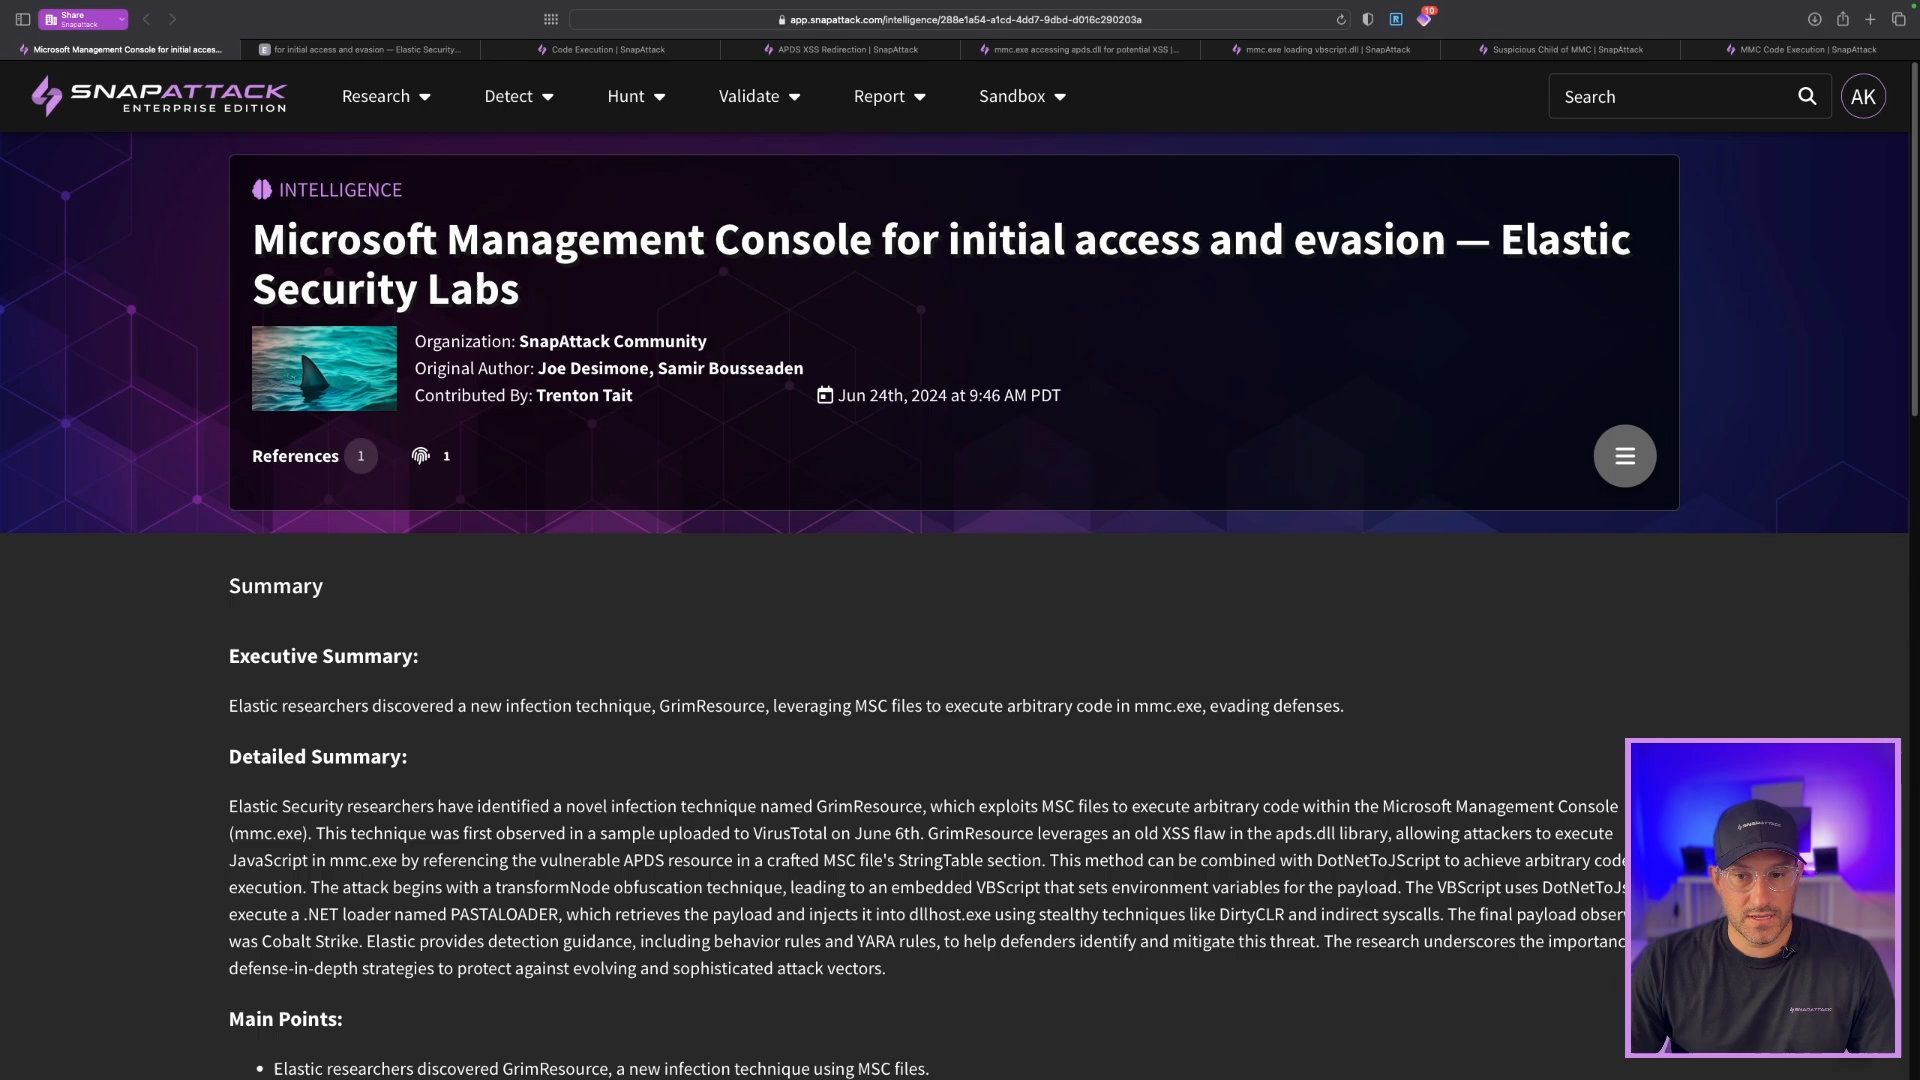 Share
Snapattack
app.snapattack.com/intelligence/288e1a54-a1cd-4dd7-9dbd-d016c290203a
10
Microsoft Management Console for initial acces...
E for initial access and evasion — Elastic Security...
Code Execution | SnapAttack
APDS XSS Redirection | SnapAttack
mmc.exe accessing apds.dll for potential XSS |...
mmc.exe loading vbscript.dll | SnapAttack
Suspicious Child of MMC | SnapAttack
MMC Code Execution | SnapAttack
SNAPATTACK
ENTERPRISE EDITION
Research
Detect
Hunt
Validate
Report
Sandbox
Search
AK
INTELLIGENCE
Microsoft Management Console for initial access and evasion — Elastic
Security Labs
Organization: SnapAttack Community
Original Author: Joe Desimone, Samir Bousseaden
Contributed By: Trenton Tait
Jun 24th, 2024 at 9:46 AM PDT
References 1
1
Summary
Executive Summary:
Elastic researchers discovered a new infection technique, GrimResource, leveraging MSC files to execute arbitrary code in mmc.exe, evading defenses.
Detailed Summary:
Elastic Security researchers have identified a novel infection technique named GrimResource, which exploits MSC files to execute arbitrary code within the Microsoft Management Console
(mmc.exe). This technique was first observed in a sample uploaded to VirusTotal on June 6th. GrimResource leverages an old XSS flaw in the apds.dll library, allowing attackers to execute
JavaScript in mmc.exe by referencing the vulnerable APDS resource in a crafted MSC file's StringTable section. This method can be combined with DotNetToJScript to achieve arbitrary code
execution. The attack begins with a transformNode obfuscation technique, leading to an embedded VBScript that sets environment variables for the payload. The VBScript uses DotNetToJs
execute a .NET loader named PASTALOADER, which retrieves the payload and injects it into dllhost.exe using stealthy techniques like DirtyCLR and indirect syscalls. The final payload obser
was Cobalt Strike. Elastic provides detection guidance, including behavior rules and YARA rules, to help defenders identify and mitigate this threat. The research underscores the importanc
defense-in-depth strategies to protect against evolving and sophisticated attack vectors.
Main Points:
• Elastic researchers discovered GrimResource, a new infection technique using MSC files.
SNAPATTACK